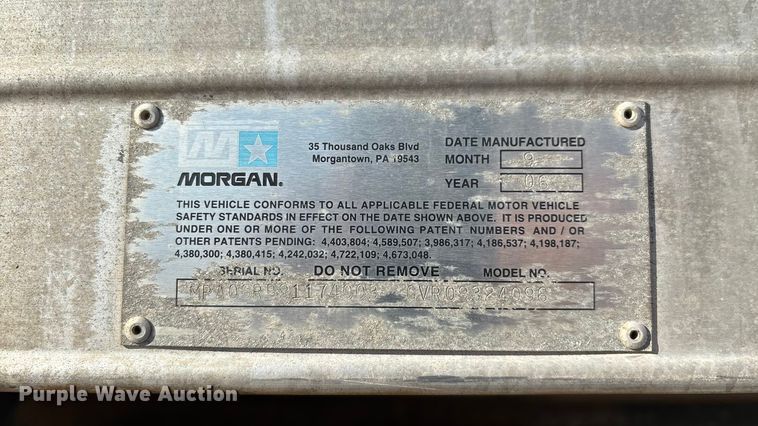 M
MORGAN.
35 Thousand Oaks Blvd
Morgantown, PA 19543
DATE MANUFACTURED
MONTH 9
YEAR 06
THIS VEHICLE CONFORMS TO ALL APPLICABLE FEDERAL MOTOR VEHICLE
SAFETY STANDARDS IN EFFECT ON THE DATE SHOWN ABOVE. IT IS PRODUCED
UNDER ONE OR MORE OF THE FOLLOWING PATENT NUMBERS AND / OR
OTHER PATENTS PENDING: 4,403,804; 4,589,507; 3,986,317; 4,186,537; 4,198,187;
4,380,300; 4,380,415; 4,242,032; 4,722,109; 4,673,048.
SERIAL NO. DO NOT REMOVE MODEL NO.
Purple Wave Auction